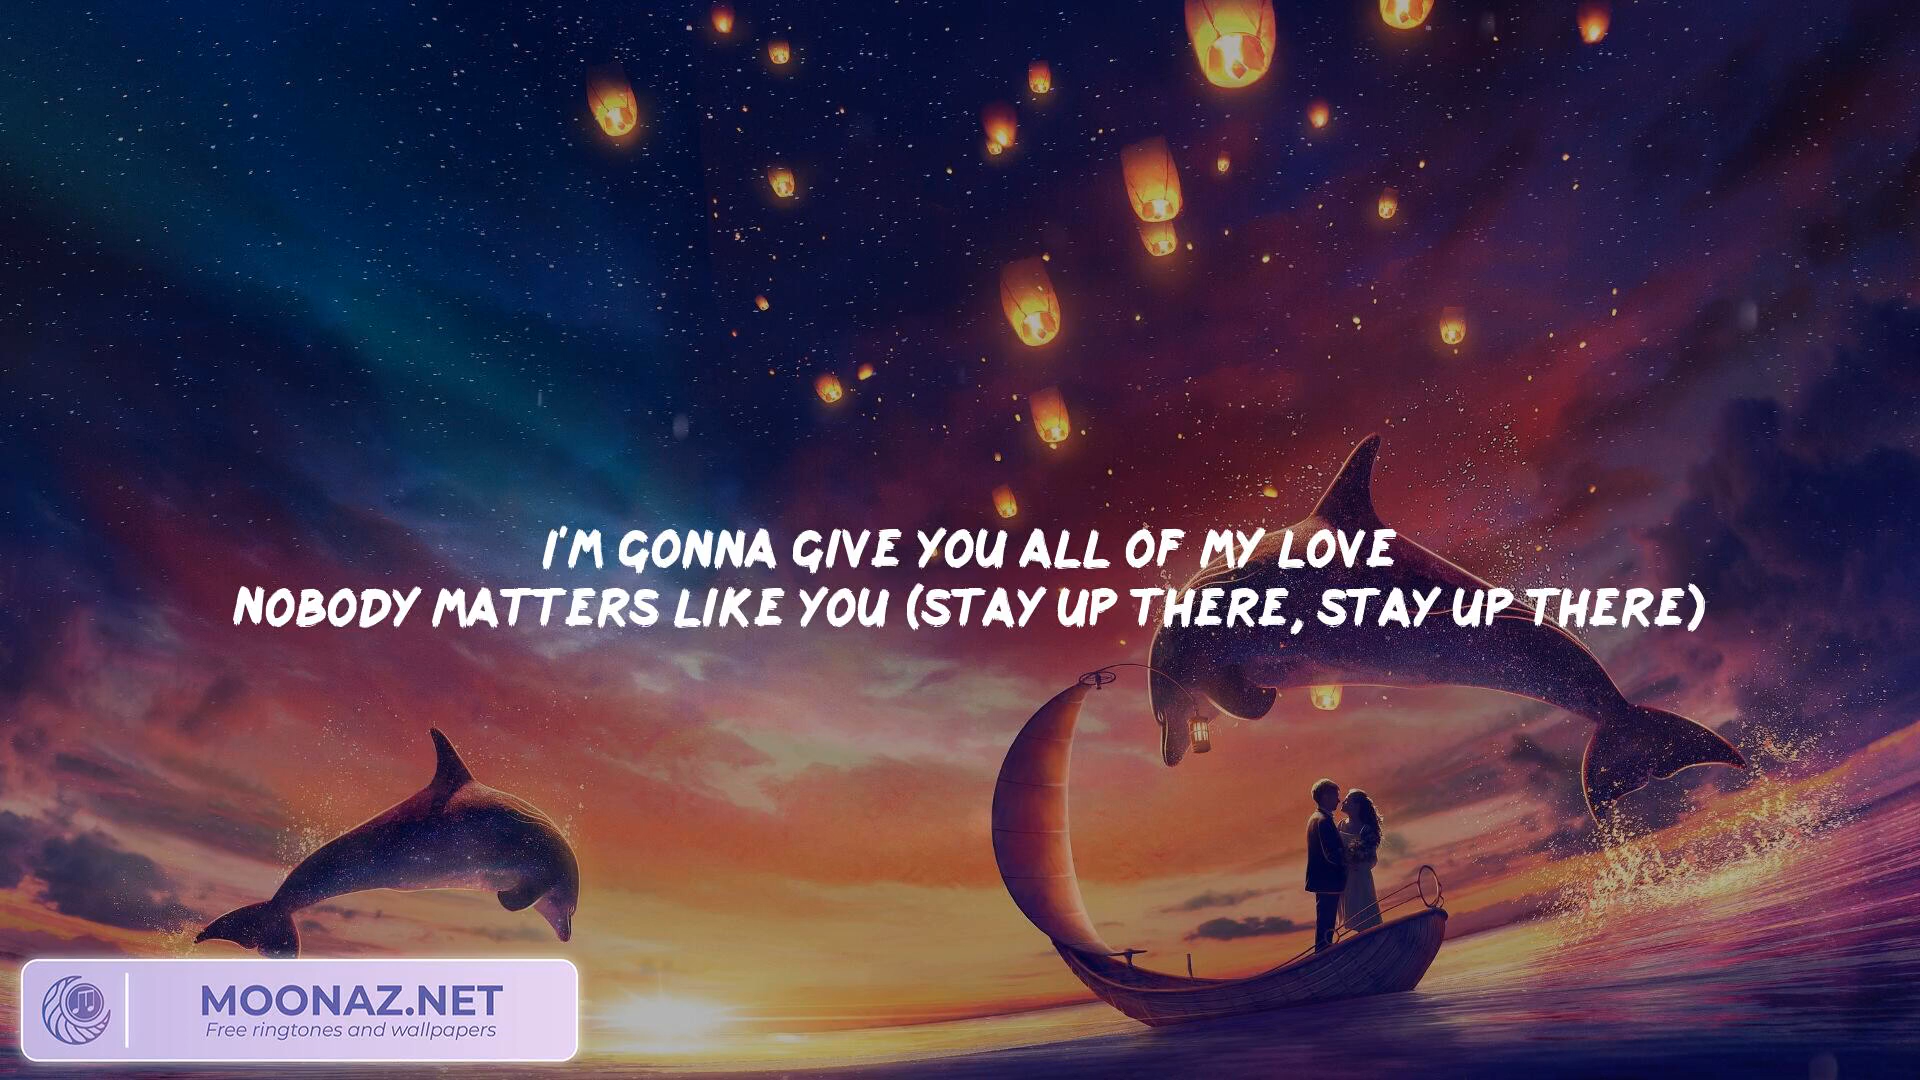 I'M GONNA GIVE YOU ALL OF MY LOVE
NOBODY MATTERS LIKE YOU (STAY UP THERE, STAY UP THERE)
MOONAZ.NET
Free ringtones and wallpapers